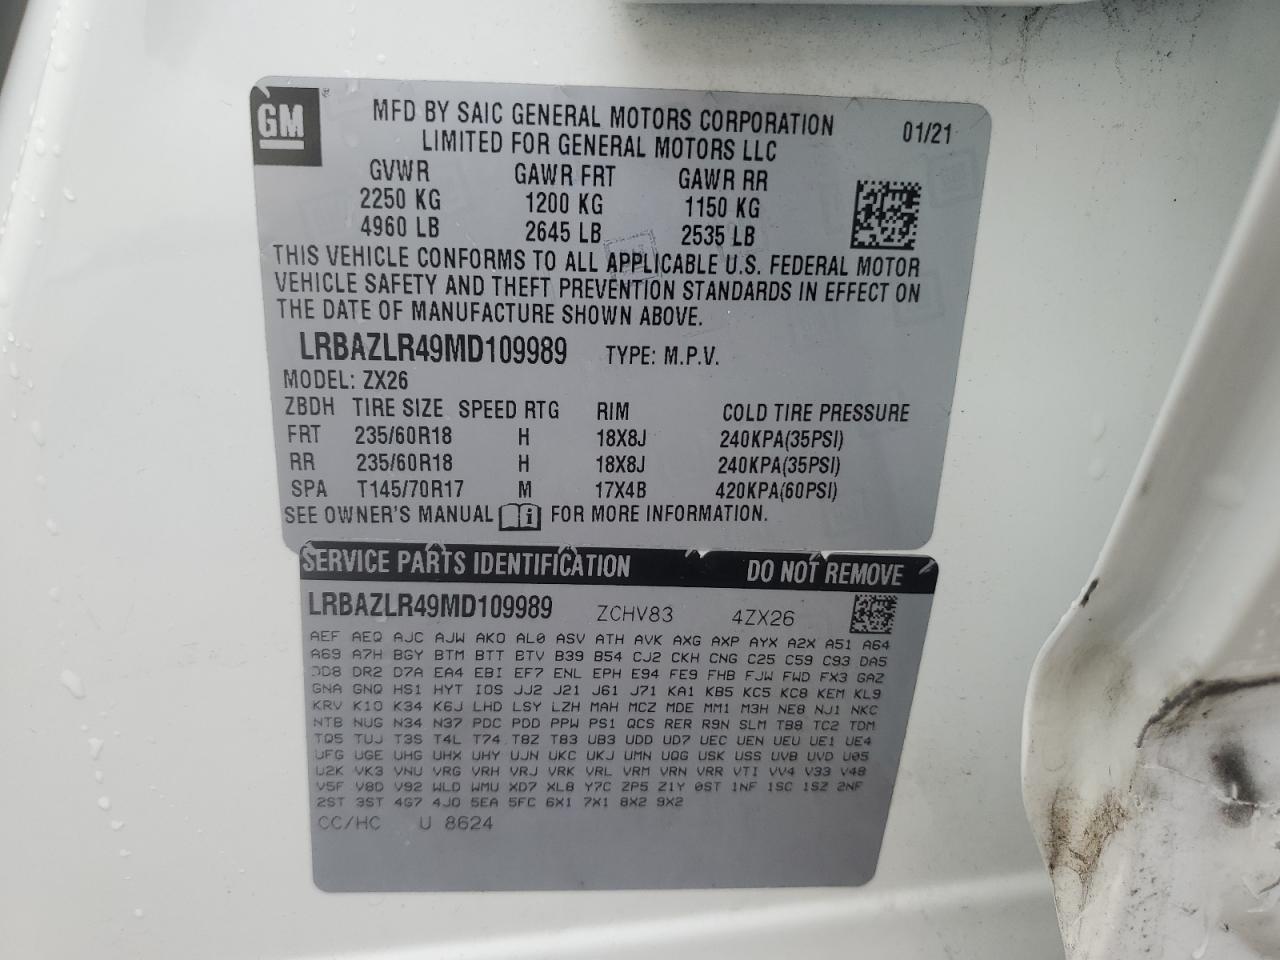 GM
MFD BY SAIC GENERAL MOTORS CORPORATION
LIMITED FOR GENERAL MOTORS LLC
01/21
GVWR GAWR FRT GAWR RR
2250 KG 1200 KG 1150 KG
4960 LB 2645 LB 2535 LB
THIS VEHICLE CONFORMS TO ALL APPLICABLE U.S. FEDERAL MOTOR
VEHICLE SAFETY AND THEFT PREVENTION STANDARDS IN EFFECT ON
THE DATE OF MANUFACTURE SHOWN ABOVE.
LRBAZLR49MD109989 TYPE: M.P.V.
MODEL: ZX26
ZBDH TIRE SIZE SPEED RTG RIM COLD TIRE PRESSURE
FRT 235/60R18 H 18X8J 240KPA(35PSI)
RR 235/60R18 H 18X8J 240KPA(35PSI)
SPA T145/70R17 M 17X4B 420KPA(60PSI)
SEE OWNER'S MANUAL FOR MORE INFORMATION.
SERVICE PARTS IDENTIFICATION DO NOT REMOVE
LRBAZLR49MD109989 ZCHV83 4ZX26
AEF AEQ AJC AJW AKO AL0 ASV ATH AVK AXG AXP AYX A2X A51 A64
A69 A7H BGY BTM BTT BTV B39 B54 CJ2 CKH CNG C25 C59 C93 DA5
DD8 DR2 D7A EA4 EBI EF7 ENL EPH E94 FE9 FHB FJW FWD FX3 GAZ
GNA GNQ HS1 HYT IOS JJ2 J21 J61 J71 KA1 KB5 KC5 KC8 KEM KL9
KRV K10 K34 K6J LHD LSY LZH MAH MCZ MDE MM1 M3H NE8 NJ1 NKC
NTB NUG N34 N37 PDC PDD PPW PS1 QCS RER R9N SLM TBB TC2 TDM
TQ5 TUJ T3S T4L T74 T8Z T83 UB3 UDD UD7 UEC UEN UEU UE1 UE4
UFG UGE UHG UHX UHY UJN UKC UKJ UMN UQG USK USS UVB UVD U05
U2K VK3 VNU VRG VRH VRJ VRK VRL VRM VRN VRR VTI VV4 V33 V48
V5F V8D V92 WLD WMU XD7 XL8 Y7C ZP5 Z1Y 0ST 1NF 1SC 1SZ 2NF
2ST 3ST 4G7 4J0 5EA 5FC 6X1 7X1 8X2 9X2
CC/HC U 8624